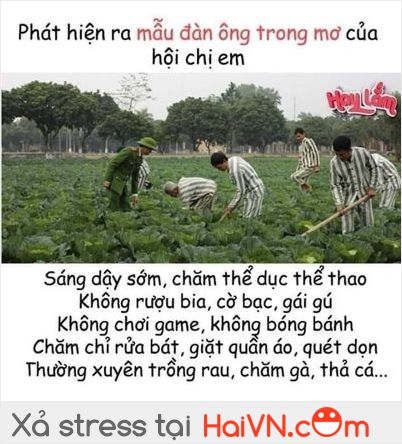 Phát hiện ra mẫu đàn ông trong mơ của
hội chị em
Hay Lắm
Sáng dậy sớm, chăm thể dục thể thao
Không rượu bia, cờ bạc, gái gú
Không chơi game, không bóng bánh
Chăm chỉ rửa bát, giặt quần áo, quét dọn
Thường xuyên trồng rau, chăm gà, thả cá...
Xả stress tại HaiVN.com